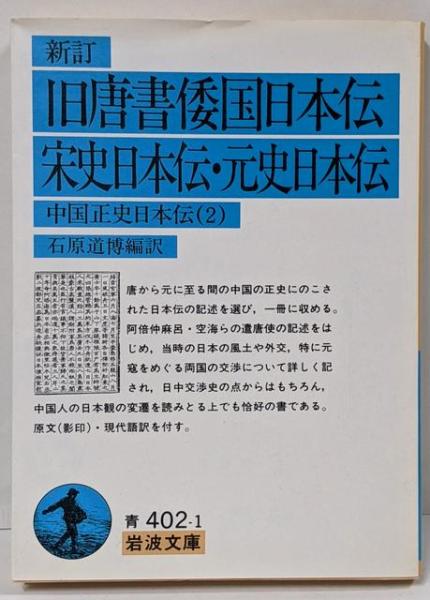 新訂
旧唐書倭国日本伝
宋史日本伝・元史日本伝
中国正史日本伝(2)
石原道博編訳
唐から元に至る間の中国の正史にのこさ
れた日本伝の記述を選び，一冊に収める。
阿倍仲麻呂・空海らの遣唐使の記述をは
じめ，当時の日本の風土や外交，特に元
寇をめぐる両国の交渉について詳しく記
され，日中交渉史の点からはもちろん，
中国人の日本観の変遷を読みとる上でも恰好の書である。
原文(影印)・現代語訳を付す。
青 402-1
岩波文庫